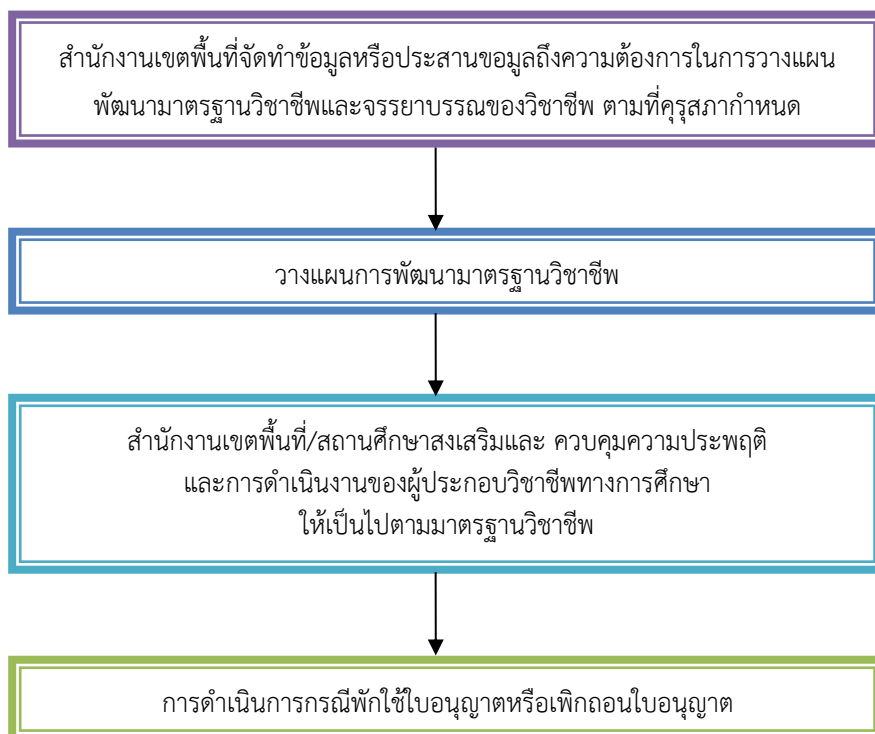 สำนักงานเขตพื้นที่จัดทำข้อมูลหรือประสานขอมูลถึงความต้องการในการวางแผน
พัฒนามาตรฐานวิชาชีพและจรรยาบรรณของวิชาชีพ ตามที่คุรุสภากำหนด
วางแผนการพัฒนามาตรฐานวิชาชีพ
สำนักงานเขตพื้นที่/สถานศึกษาสงเสริมและ ควบคุมความประพฤติ
และการดำเนินงานของผู้ประกอบวิชาชีพทางการศึกษา
ให้เป็นไปตามมาตรฐานวิชาชีพ
การดำเนินการกรณีพักใช้ใบอนุญาตหรือเพิกถอนใบอนุญาต